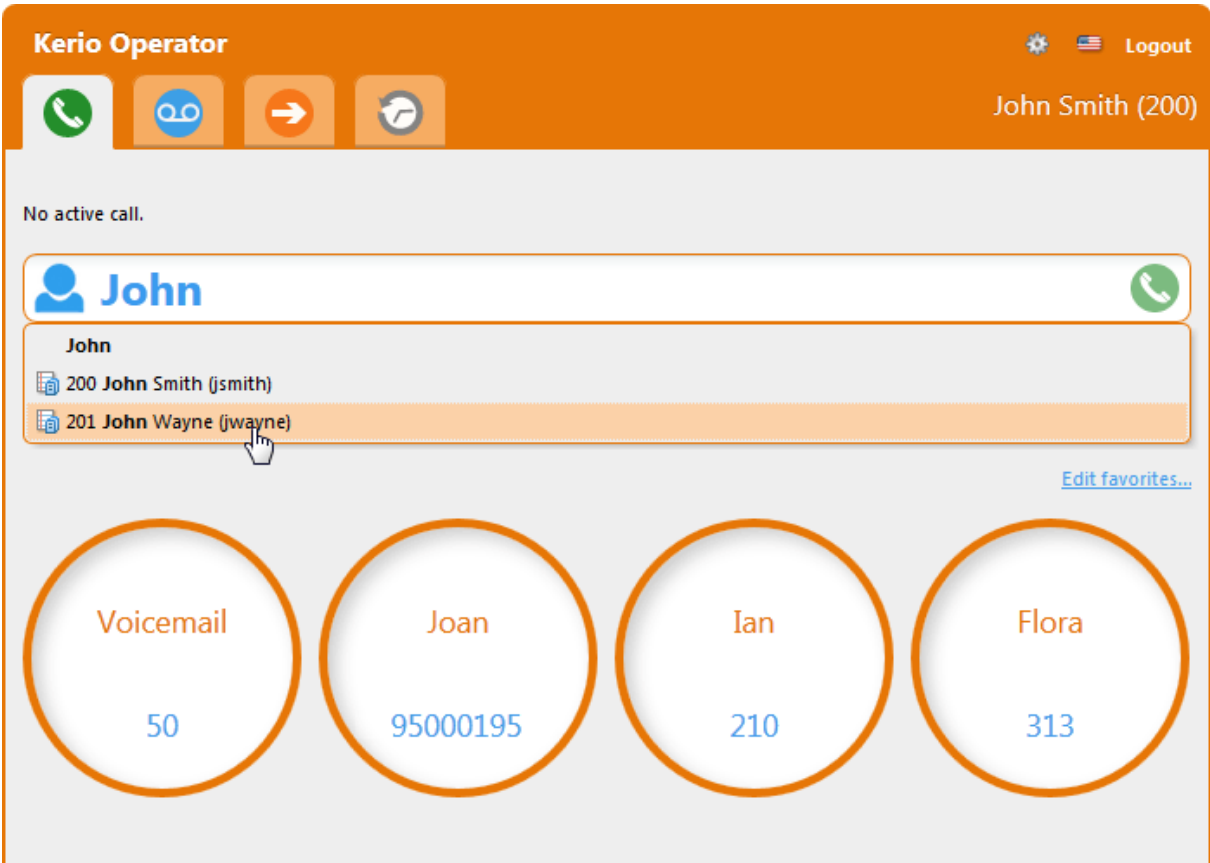 Kerio Operator
Logout
John Smith (200)
No active call.
John
John
200 John Smith (jsmith)
201 John Wayne (jwayne)
Edit favorites...
Voicemail
Joan
Ian
Flora
50
95000195
210
313